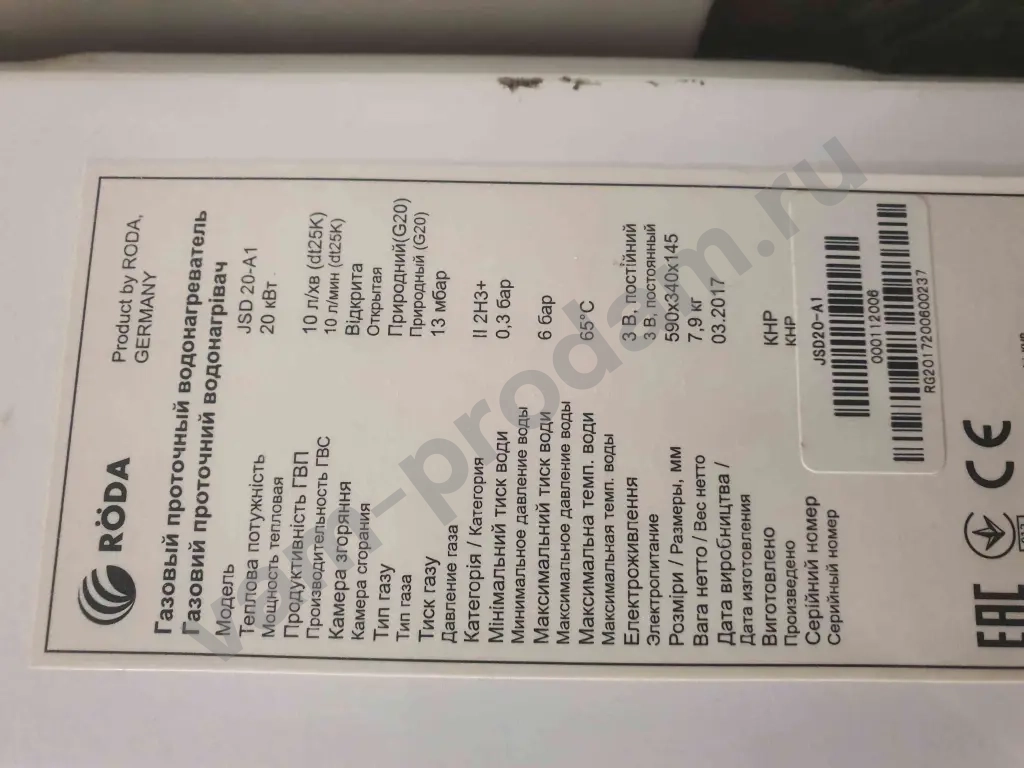 RÖDA
Product by RODA,
GERMANY
Газовый проточный водонагреватель
Газовий проточний водонагрівач
Модель JSD 20-A1
Теплова потужність 20 кВт
Мощность тепловая
Продуктивність ГВП 10 л/хв (dt25K)
Производительность ГВС 10 л/мин (dt25K)
Камера згоряння Відкрита
Камера сгорания Открытая
Тип газу Природний(G20)
Тип газа Природный (G20)
Тиск газу 13 мбар
Давление газа
Категорія / Категория II 2H3+
Мінімальний тиск води 0,3 бар
Минимальное давление воды
Максимальний тиск води 6 бар
Максимальное давление воды
Максимальна темп. води 65°C
Максимальная темп. воды
Електроживлення 3 В, постійний
Электропитание 3 В, постоянный
Розміри / Размеры, мм 590x340x145
Вага нетто / Вес нетто 7,9 кг
Дата виробництва / 03.2017
Дата изготовления
Виготовлено КНР
Произведено КНР
Серійний номер JSD20-A1
Серийный номер
000112008
RG2017200800237
EAC CE
vam-prodam.ru